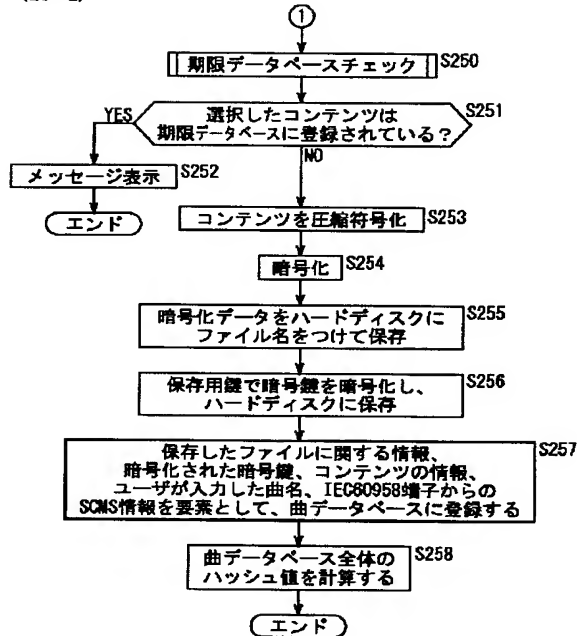 1
期限データベースチェック S250
選択したコンテンツは S251
期限データベースに登録されている？
YES
NO
メッセージ表示 S252
エンド
コンテンツを圧縮符号化 S253
暗号化 S254
暗号化データをハードディスクに S255
ファイル名をつけて保存
保存用鍵で暗号鍵を暗号化し、 S256
ハードディスクに保存
保存したファイルに関する情報、 S257
暗号化された暗号鍵、コンテンツの情報、
ユーザが入力した曲名、IEC60958端子からの
SCMS情報を要素として、曲データベースに登録する
曲データベース全体の S258
ハッシュ値を計算する
エンド